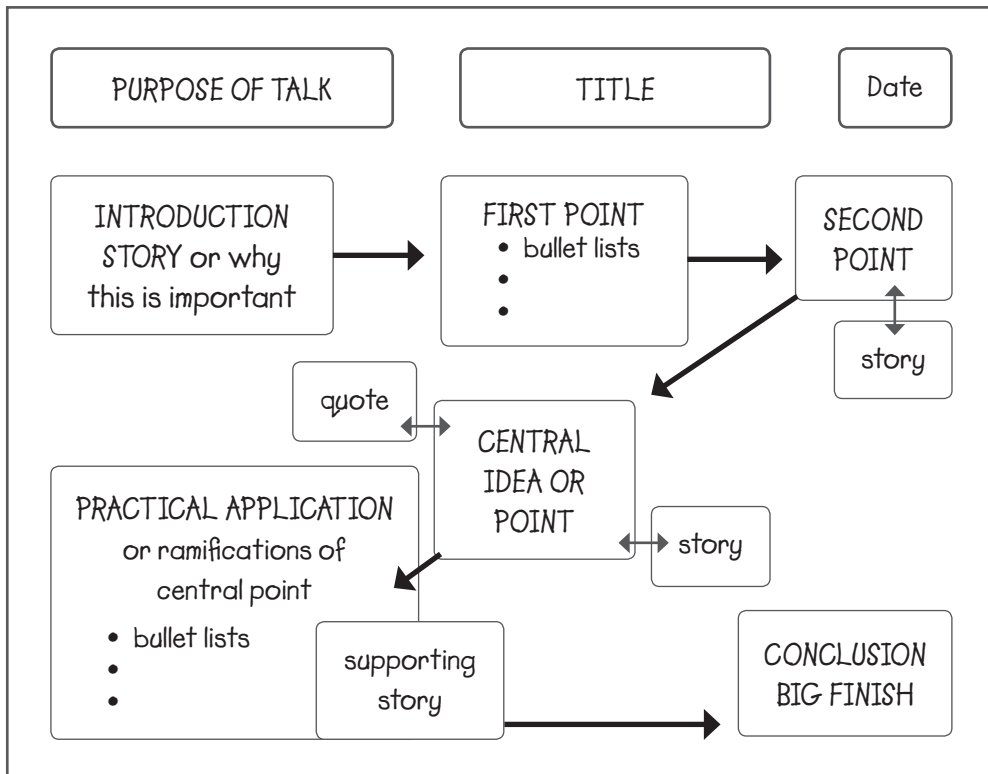 PURPOSE OF TALK
TITLE
Date
INTRODUCTION
STORY or why
this is important
FIRST POINT
• bullet lists
•
•
SECOND
POINT
story
quote
CENTRAL
IDEA OR
POINT
story
PRACTICAL APPLICATION
or ramifications of
central point
• bullet lists
•
•
supporting
story
CONCLUSION
BIG FINISH